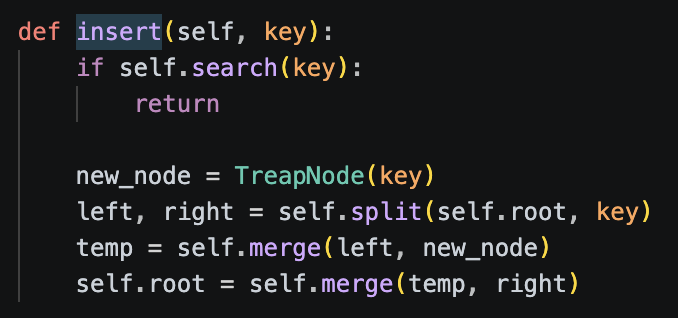 def insert(self, key):
    if self.search(key):
        return

    new_node = TreapNode(key)
    left, right = self.split(self.root, key)
    temp = self.merge(left, new_node)
    self.root = self.merge(temp, right)